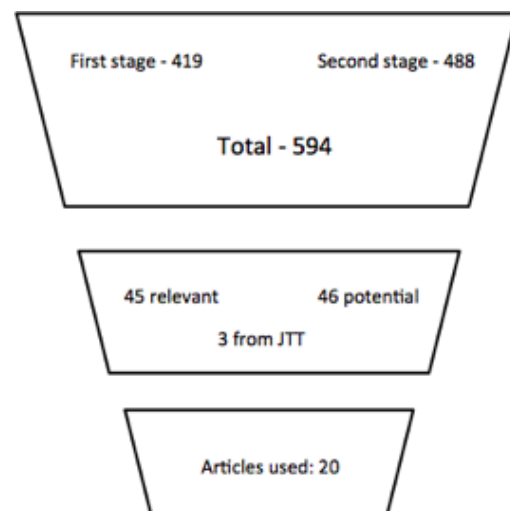 First stage - 419 Second stage - 488
Total - 594
45 relevant 46 potential
3 from JTT
Articles used: 20